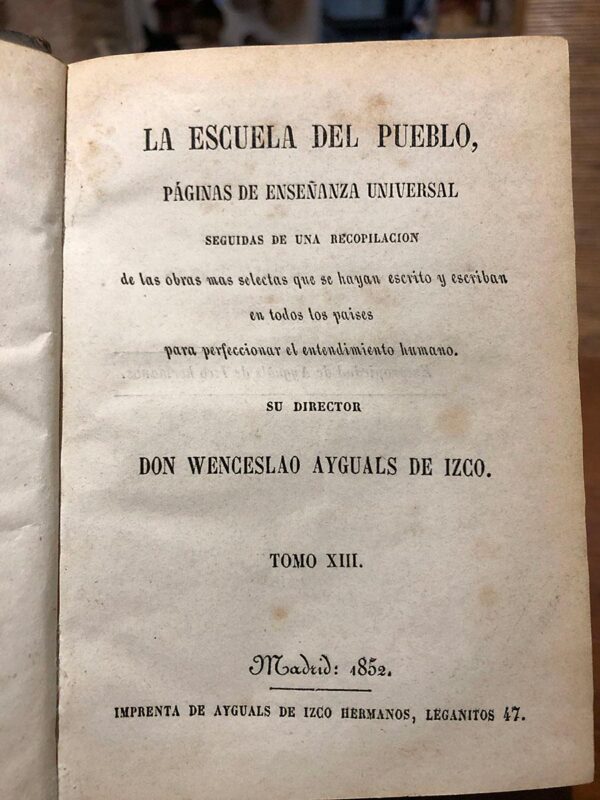 LA ESCUELA DEL PUEBLO,
PÁGINAS DE ENSEÑANZA UNIVERSAL
SEGUIDAS DE UNA RECOPILACION
de las obras mas selectas que se hayan escrito y escriban
en todos los paises
para perfeccionar el entendimiento humano.
SU DIRECTOR
DON WENCESLAO AYGUALS DE IZCO.
TOMO XIII.
Madrid: 1852.
IMPRENTA DE AYGUALS DE IZCO HERMANOS, LEGANITOS 47.